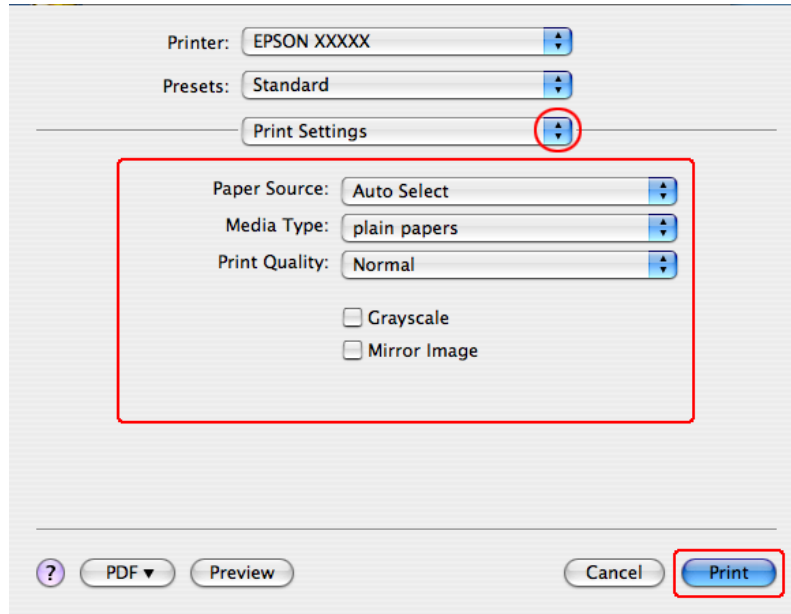 Printer: EPSON XXXXX
Presets: Standard
Print Settings
Paper Source: Auto Select
Media Type: plain papers
Print Quality: Normal
Grayscale
Mirror Image
? PDF▼ Preview Cancel Print